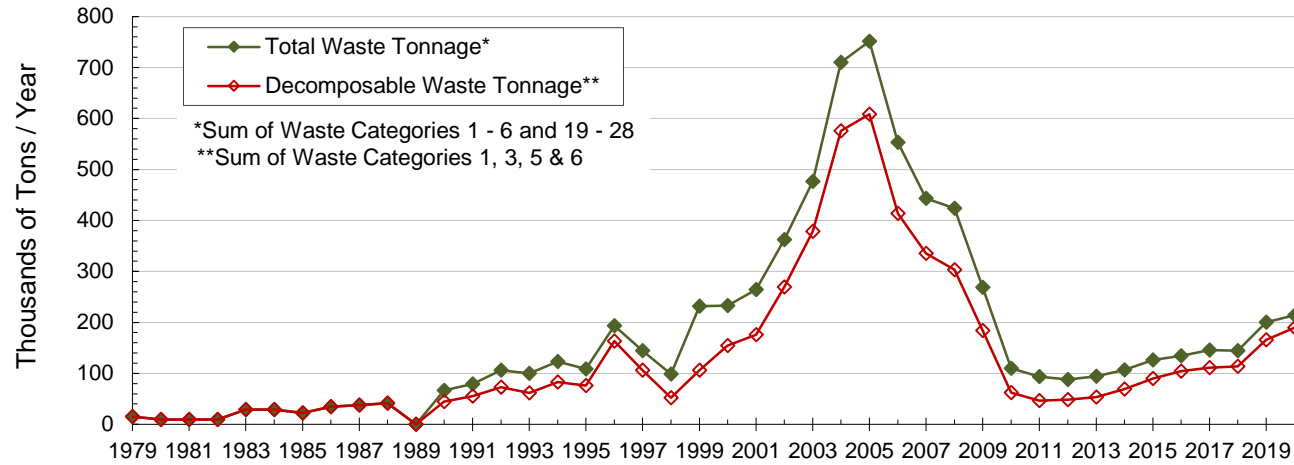 Thousands of Tons / Year
800
700
600
500
400
300
200
100
0
Total Waste Tonnage*
Decomposable Waste Tonnage**
*Sum of Waste Categories 1 - 6 and 19 - 28
**Sum of Waste Categories 1, 3, 5 & 6
1979 1981 1983 1985 1987 1989 1991 1993 1995 1997 1999 2001 2003 2005 2007 2009 2011 2013 2015 2017 2019